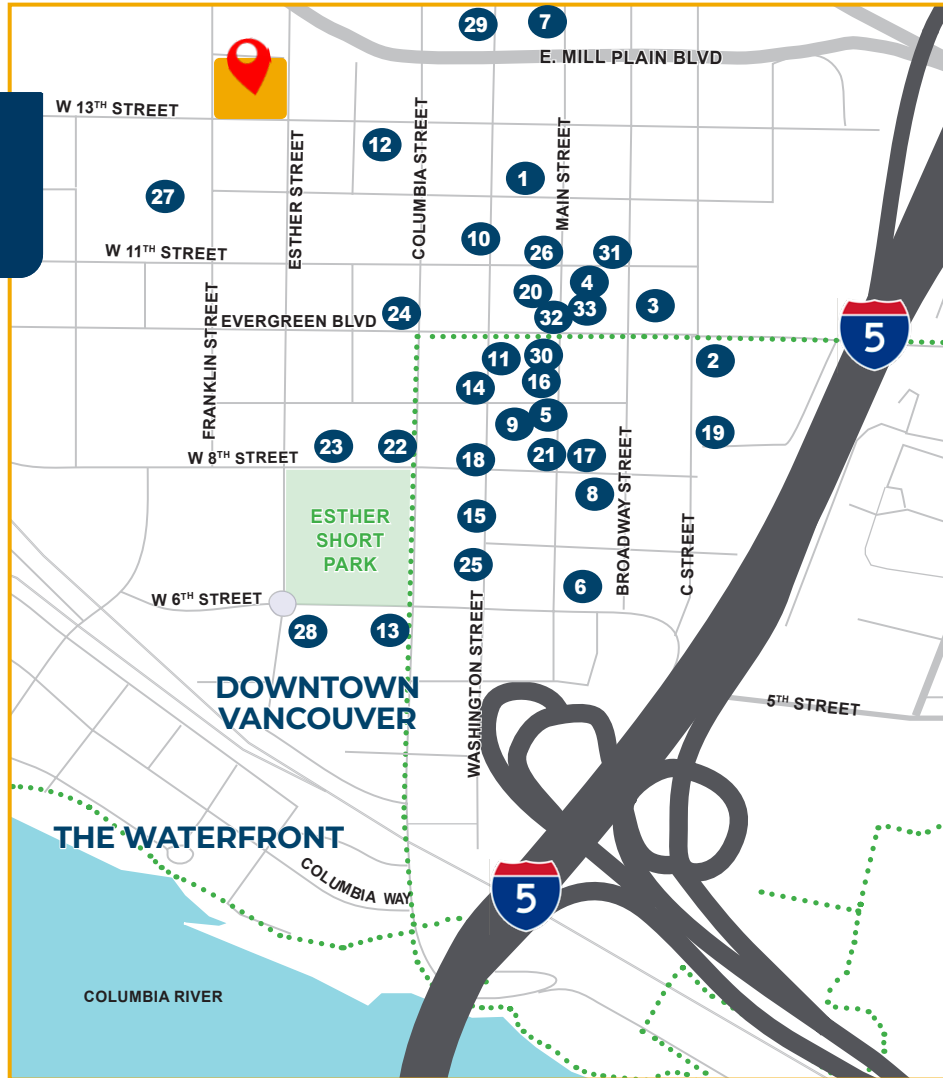 29
7
E. MILL PLAIN BLVD
W 13TH STREET
12
COLUMBIA STREET
ESTHER STREET
MAIN STREET
1
27
10
W 11TH STREET
26
31
4
20
33
3
32
24
EVERGREEN BLVD
FRANKLIN STREET
5
11
30
2
14
16
9
5
19
23
22
W 8TH STREET
18
21
17
8
BROADWAY STREET
C STREET
15
ESTHER
SHORT
PARK
25
6
W 6TH STREET
28
13
WASHINGTON STREET
DOWNTOWN
VANCOUVER
5TH STREET
THE WATERFRONT
COLUMBIA WAY
5
COLUMBIA RIVER